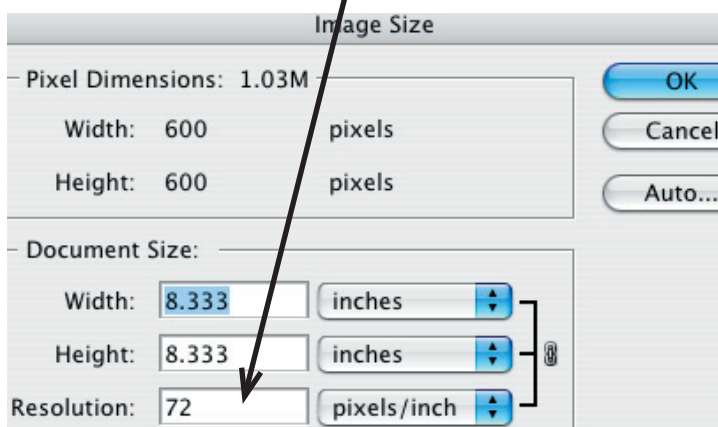 Image Size
Pixel Dimensions: 1.03M
OK
Width: 600 pixels
Cancel
Height: 600 pixels
Auto...
Document Size:
Width: 8.333 inches
Height: 8.333 inches
Resolution: 72 pixels/inch